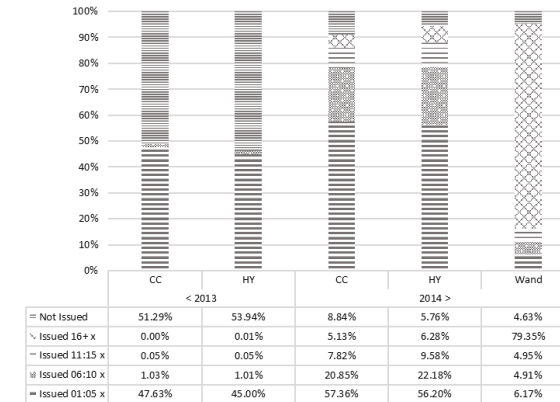 100%
90%
80%
70%
60%
50%
40%
30%
20%
10%
0%
CC HY CC HY Wand
< 2013 2014 >
Not Issued 51.29% 53.94% 8.84% 5.76% 4.63%
Issued 16+ x 0.00% 0.01% 5.13% 6.28% 79.35%
Issued 11:15 x 0.05% 0.05% 7.82% 9.58% 4.95%
Issued 06:10 x 1.03% 1.01% 20.85% 22.18% 4.91%
Issued 01:05 x 47.63% 45.00% 57.36% 56.20% 6.17%